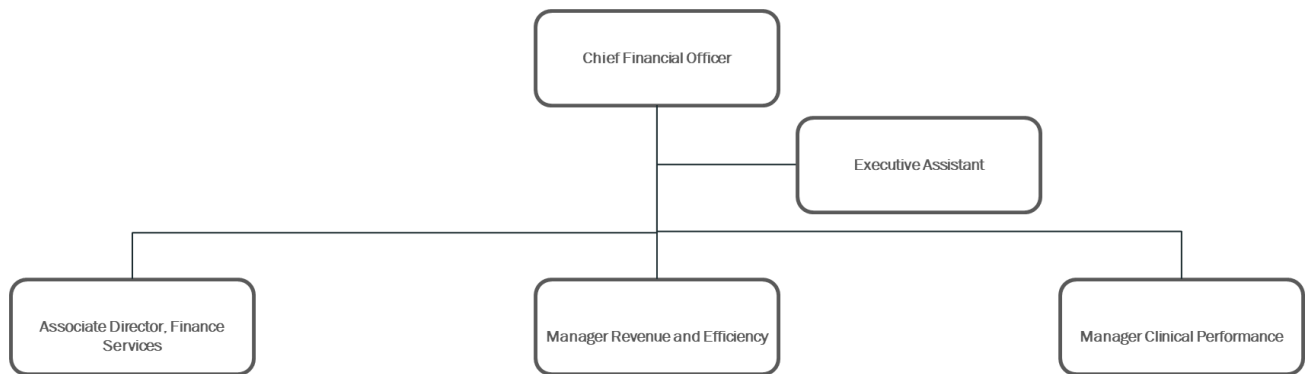 Chief Financial Officer
Executive Assistant
Associate Director, Finance
Services
Manager Revenue and Efficiency
Manager Clinical Performance